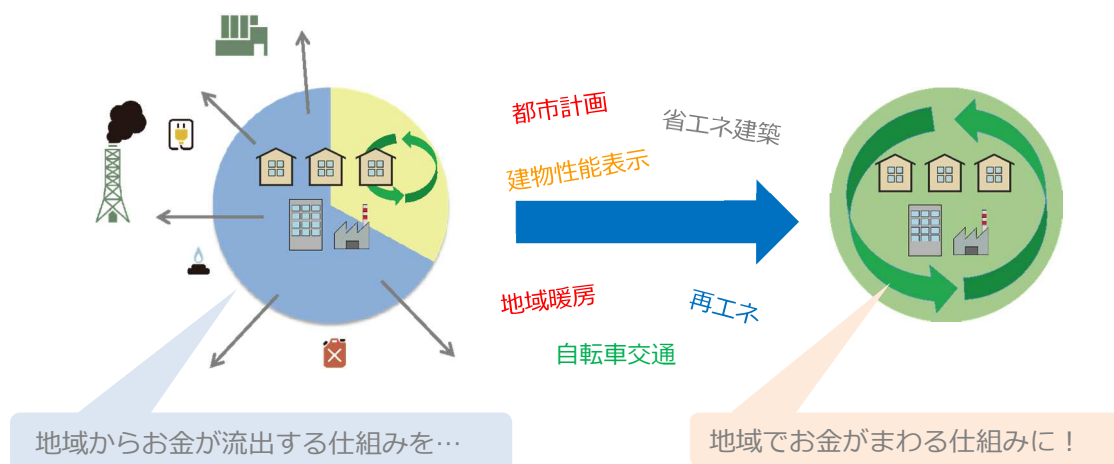 都市計画
省エネ建築
建物性能表示
地域暖房
再エネ
自転車交通
地域からお金が流出する仕組みを…
地域でお金がまわる仕組みに！